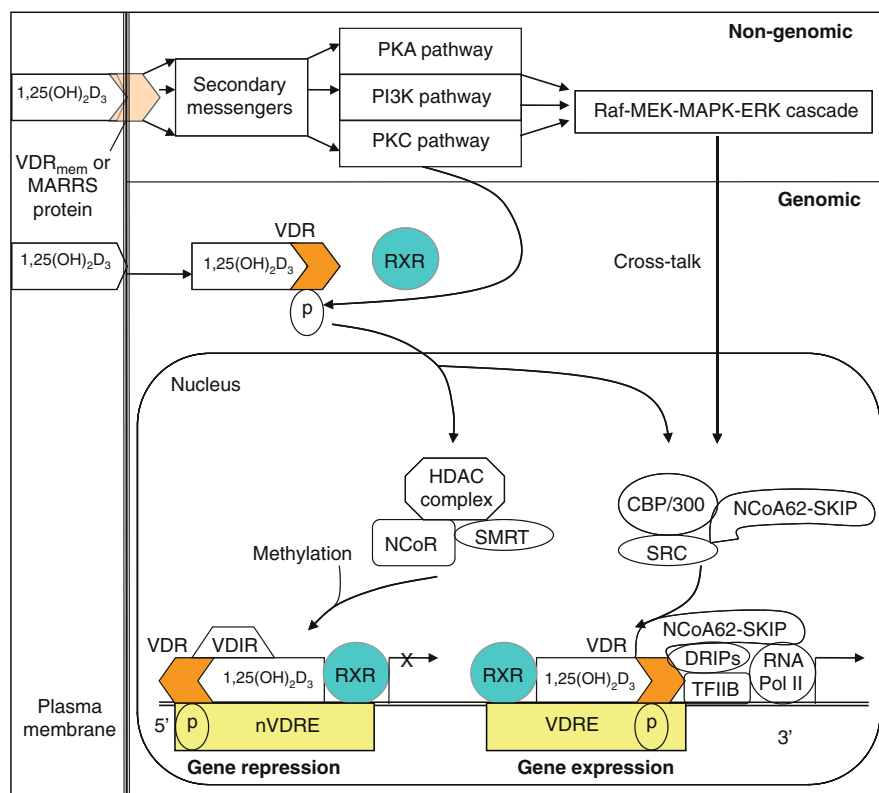 Non-genomic
PKA pathway
1,25(OH)₂D₃
Secondary
messengers
PI3K pathway
Raf-MEK-MAPK-ERK cascade
PKC pathway
VDRmem or
MARRS
protein
Genomic
VDR
1,25(OH)₂D₃
1,25(OH)₂D₃
RXR
Cross-talk
p
Nucleus
HDAC
complex
NCoR
SMRT
CBP/300
NCoA62-SKIP
SRC
Methylation
VDR
VDIR
1,25(OH)₂D₃
RXR
X
VDR
NCoA62-SKIP
RXR
1,25(OH)₂D₃
DRIPs
TFIIB
RNA
Pol II
Plasma
membrane
5’
p
nVDRE
VDRE
p
3’
Gene repression
Gene expression